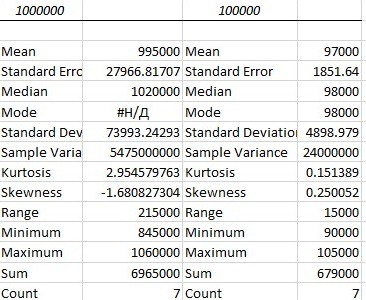 1000000 100000
Mean 995000 Mean 97000
Standard Erro 27966.81707 Standard Error 1851.64
Median 1020000 Median 98000
Mode #Н/Д Mode 98000
Standard Dev 73993.24293 Standard Deviation 4898.979
Sample Varia 5475000000 Sample Variance 24000000
Kurtosis 2.954579763 Kurtosis 0.151389
Skewness -1.680827304 Skewness 0.250052
Range 215000 Range 15000
Minimum 845000 Minimum 90000
Maximum 1060000 Maximum 105000
Sum 6965000 Sum 679000
Count 7 Count 7